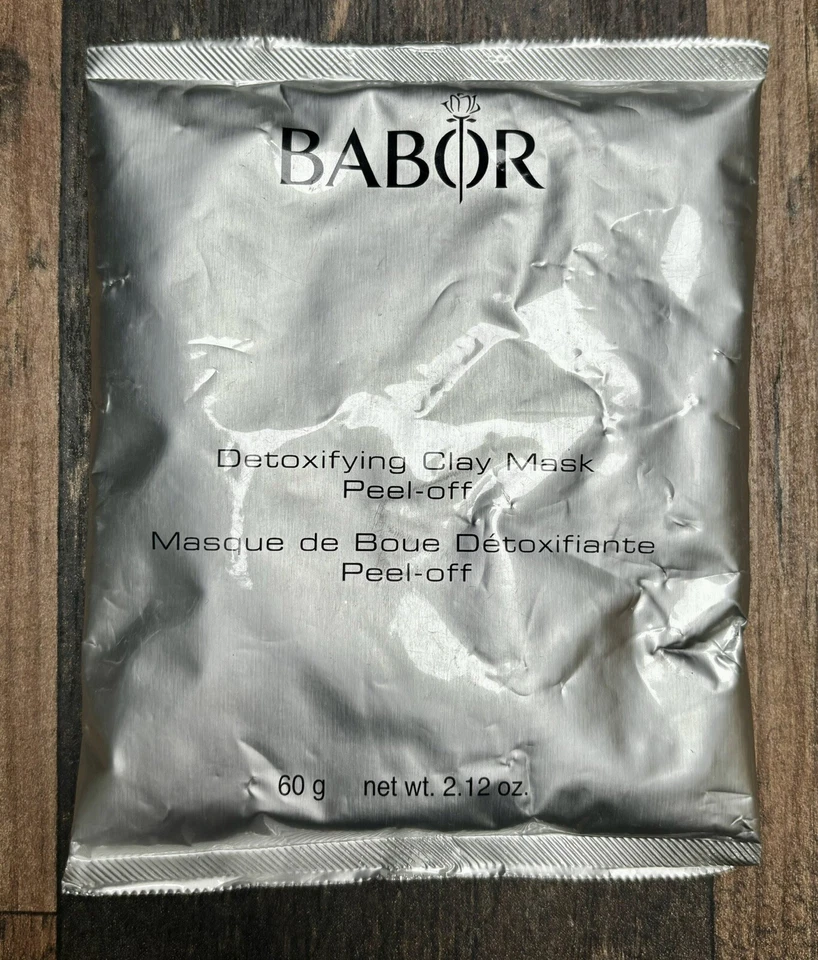 BABOR
Detoxifying Clay Mask
Peel-off
Masque de Boue Détoxifiante
Peel-off
60 g net wt. 2.12 oz.